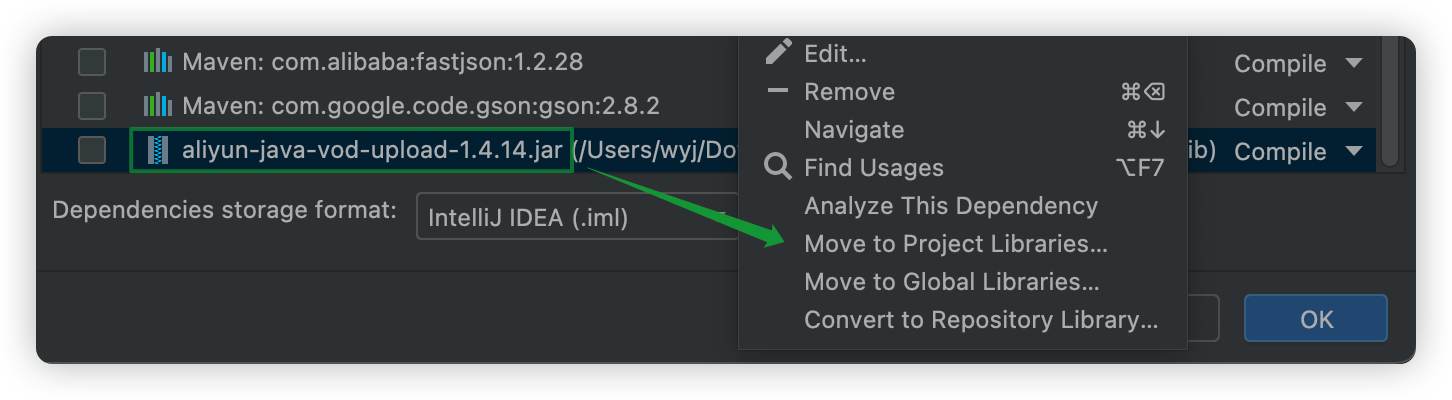 Maven: com.alibaba:fastjson:1.2.28
Compile
Maven: com.google.code.gson:gson:2.8.2
Compile
aliyun-java-vod-upload-1.4.14.jar (/Users/wyj/Do
ib) Compile
Dependencies storage format: IntelliJ IDEA (.iml)
Edit...
Remove ⌘⌫
Navigate ⌘↓
Find Usages ⌥F7
Analyze This Dependency
Move to Project Libraries...
Move to Global Libraries...
Convert to Repository Library...
OK